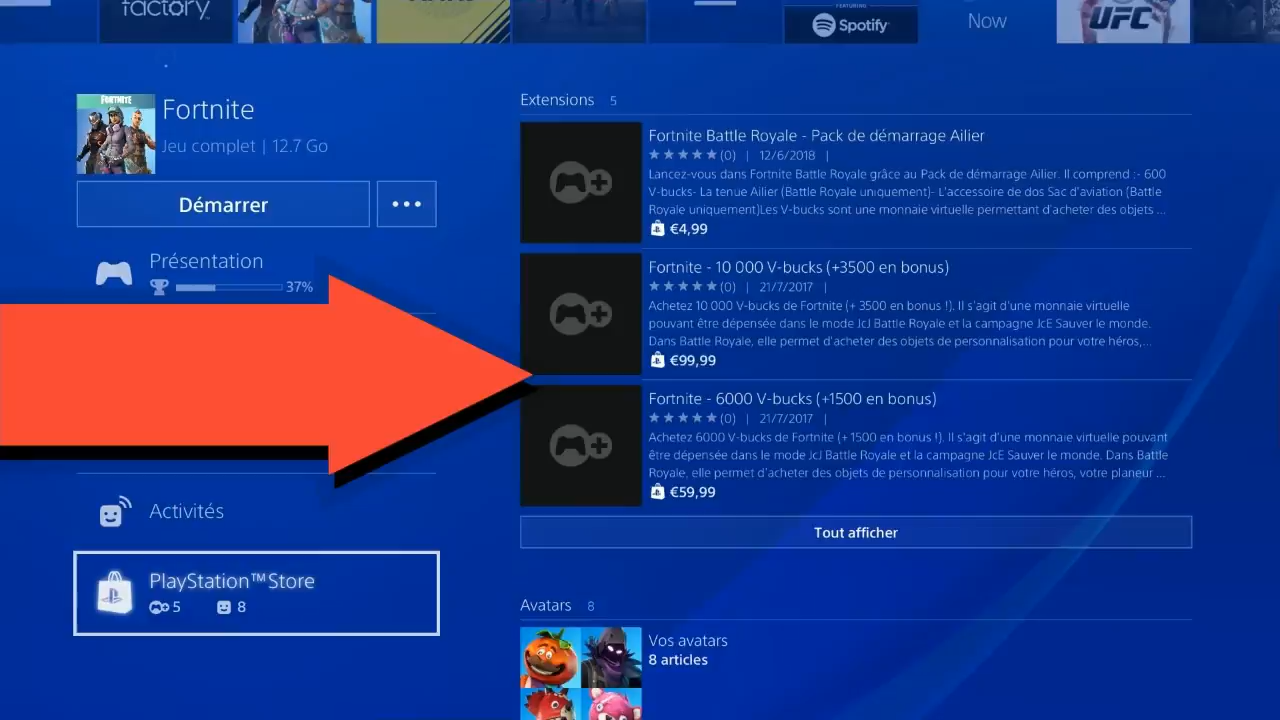 factory™
FEATURING
Spotify
Now
UFC
FORTNITE
Fortnite
Jeu complet | 12.7 Go
Démarrer
•••
Présentation
37%
Activités
PlayStation™Store
5
8
Extensions 5
Fortnite Battle Royale - Pack de démarrage Ailier
★★★★★(0) | 12/6/2018 |
Lancez-vous dans Fortnite Battle Royale grâce au Pack de démarrage Ailier. Il comprend :- 600
V-bucks- La tenue Ailier (Battle Royale uniquement)- L'accessoire de dos Sac d'aviation (Battle
Royale uniquement)Les V-bucks sont une monnaie virtuelle permettant d'acheter des objets ...
€4,99
Fortnite - 10 000 V-bucks (+3500 en bonus)
★★★★★(0) | 21/7/2017 |
Achetez 10 000 V-bucks de Fortnite (+ 3500 en bonus !). Il s'agit d'une monnaie virtuelle
pouvant être dépensée dans le mode JcJ Battle Royale et la campagne JcE Sauver le monde.
Dans Battle Royale, elle permet d'acheter des objets de personnalisation pour votre héros,...
€99,99
Fortnite - 6000 V-bucks (+1500 en bonus)
★★★★★(0) | 21/7/2017 |
Achetez 6000 V-bucks de Fortnite (+ 1500 en bonus !). Il s'agit d'une monnaie virtuelle pouvant
être dépensée dans le mode JcJ Battle Royale et la campagne JcE Sauver le monde. Dans Battle
Royale, elle permet d'acheter des objets de personnalisation pour votre héros, votre planeur ...
€59,99
Tout afficher
Avatars 8
Vos avatars
8 articles